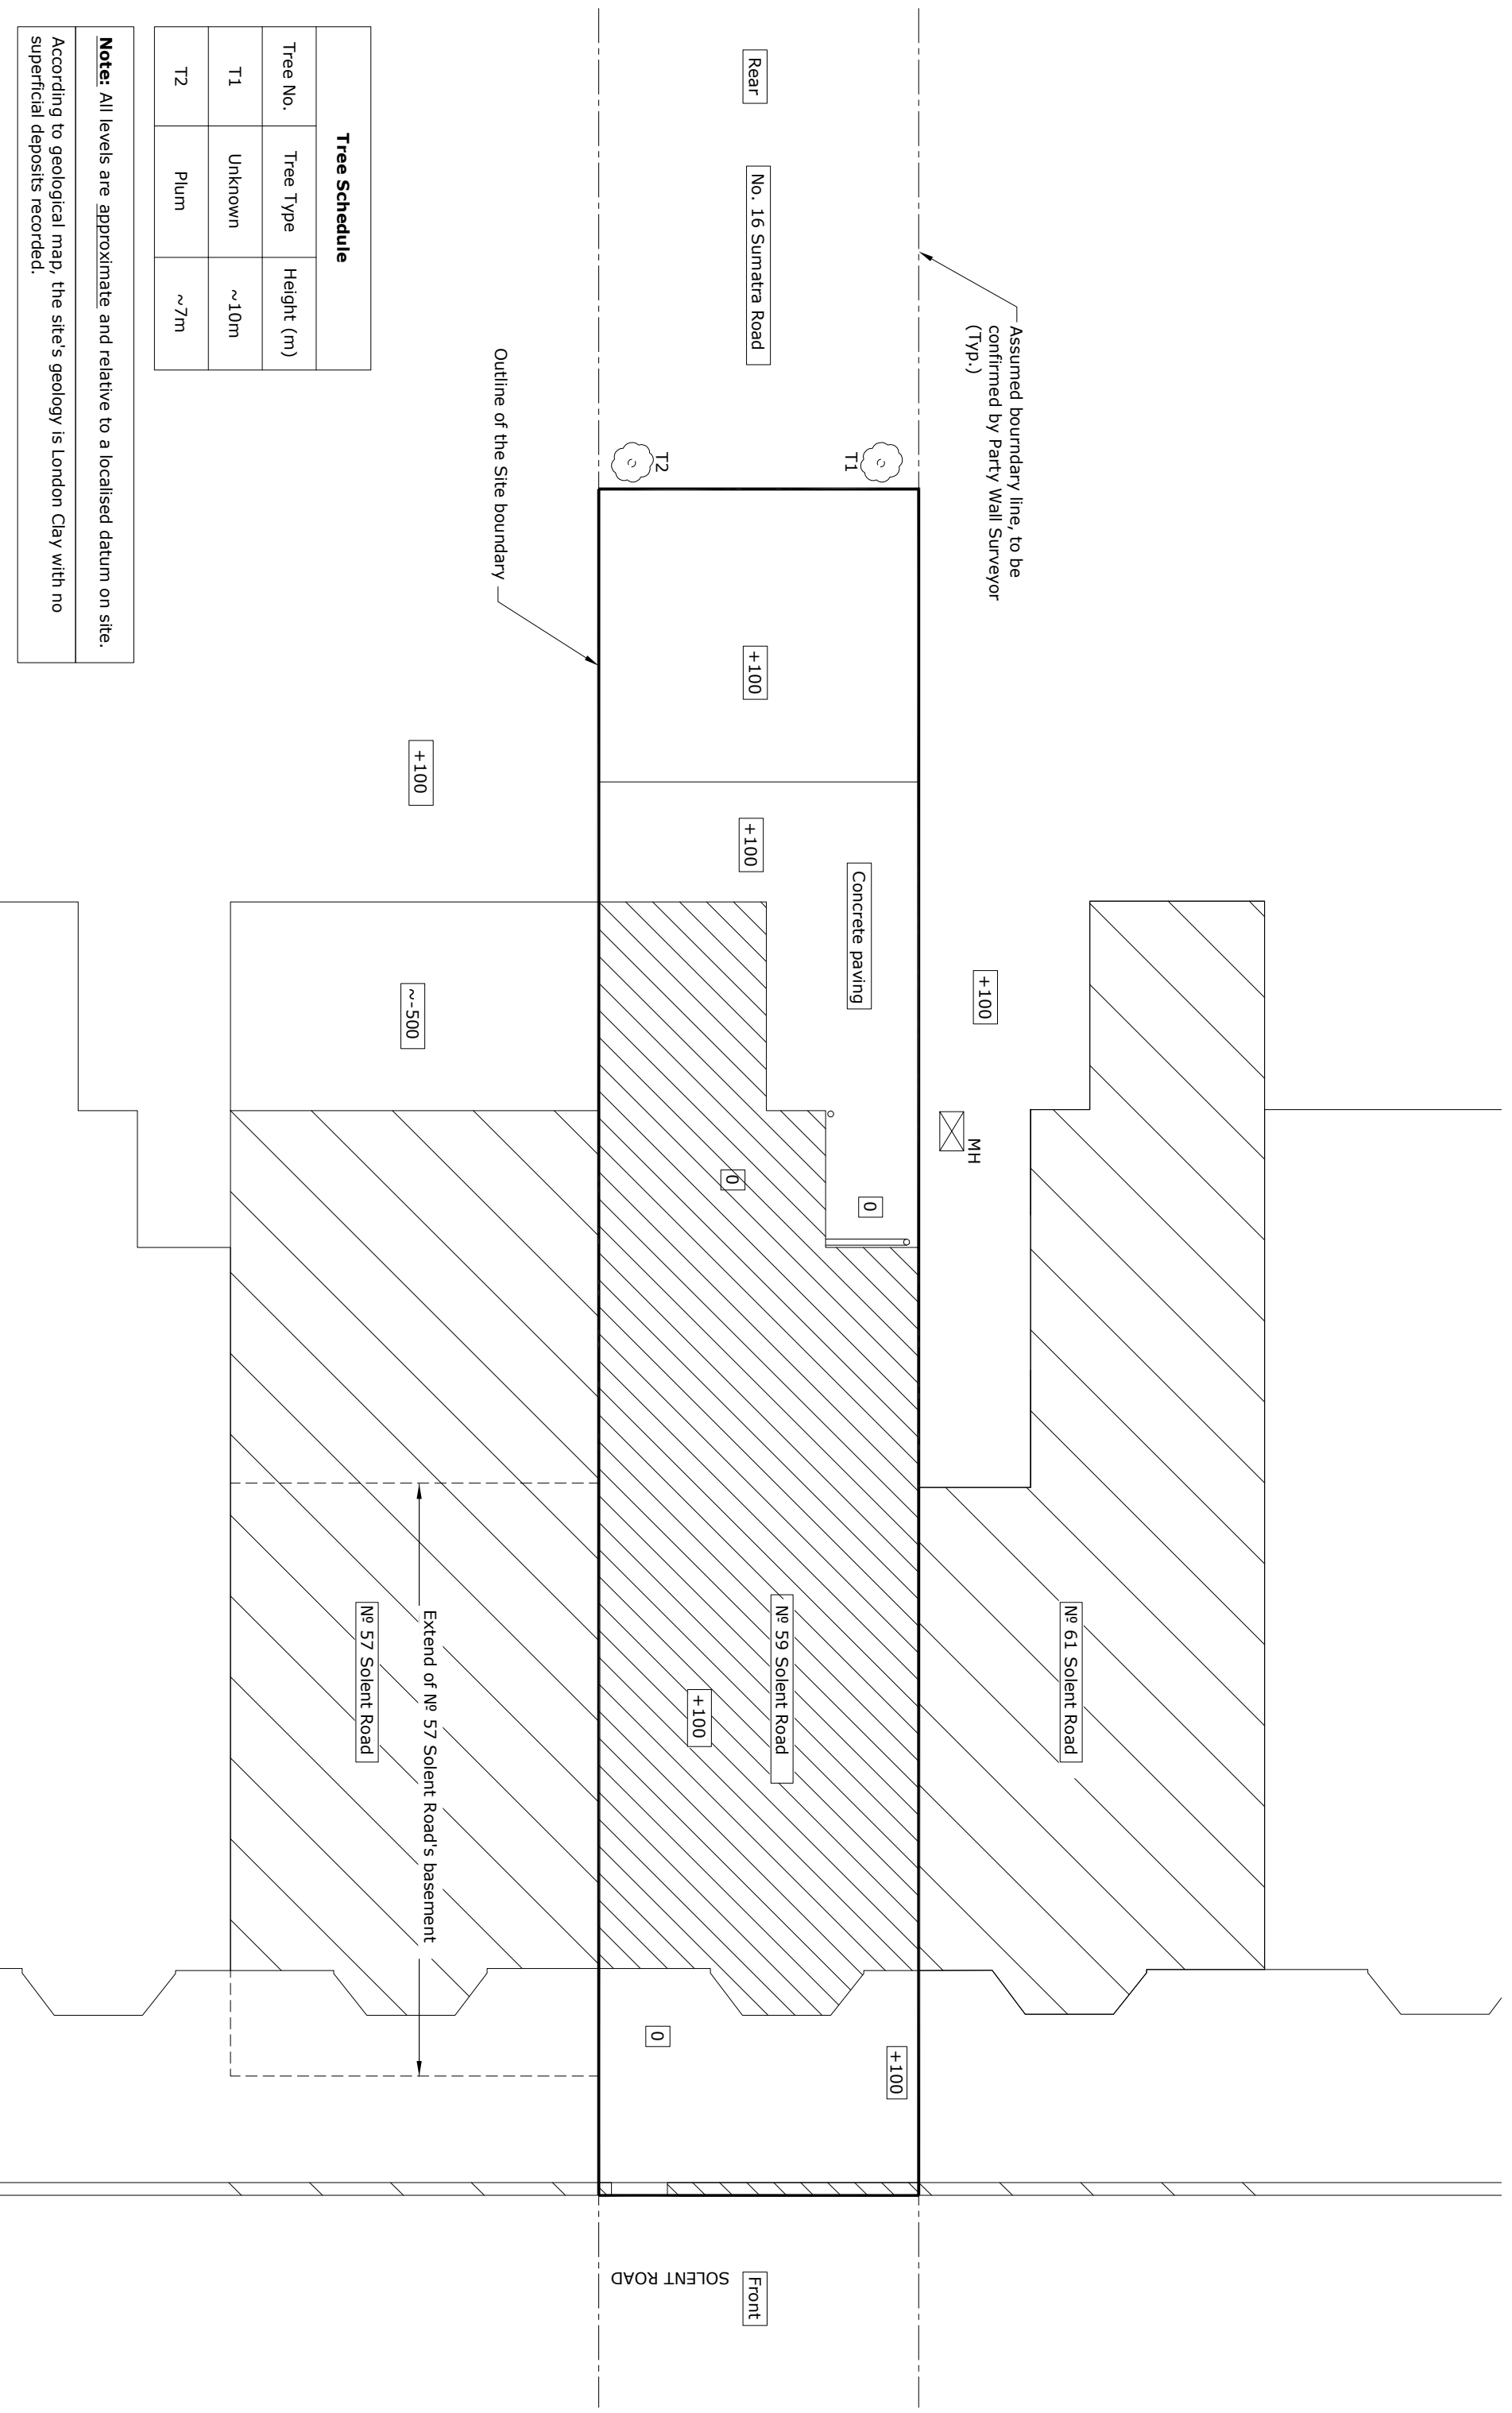 Assumed bourndary line, to be
confirmed by Party Wall Surveyor
(Typ.)
+100
MH
Nº 61 Solent Road
Rear
No. 16 Sumatra Road
T1
T2
+100
+100
Concrete paving
0
0
Nº 59 Solent Road
+100
+100
0
Front
SOLENT ROAD
Outline of the Site boundary
+100
~-500
Extend of Nº 57 Solent Road's basement
Nº 57 Solent Road
Tree Schedule
Tree No. Tree Type Height (m)
T1 Unknown ~10m
T2 Plum ~7m
Note: All levels are approximate and relative to a localised datum on site.
According to geological map, the site's geology is London Clay with no
superficial deposits recorded.